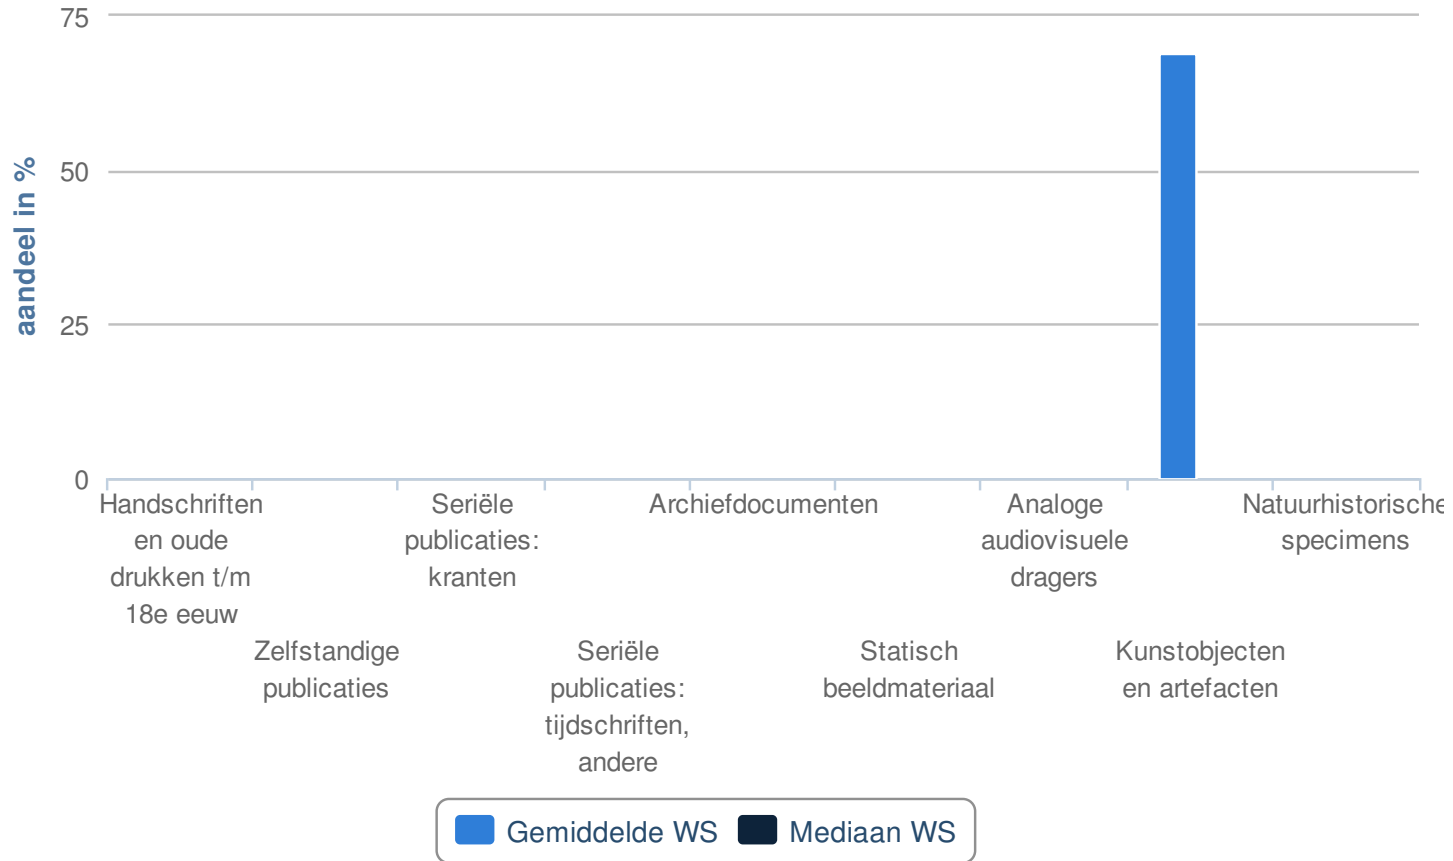 75
50
25
0
aandeel in %
Handschriften
en oude
drukken t/m
18e eeuw
Zelfstandige
publicaties
Seriële
publicaties:
kranten
Seriële
publicaties:
tijdschriften,
andere
Archiefdocumenten
Statisch
beeldmateriaal
Analoge
audiovisuele
dragers
Kunstobjecten
en artefacten
Natuurhistorische
specimens
Gemiddelde WS
Mediaan WS